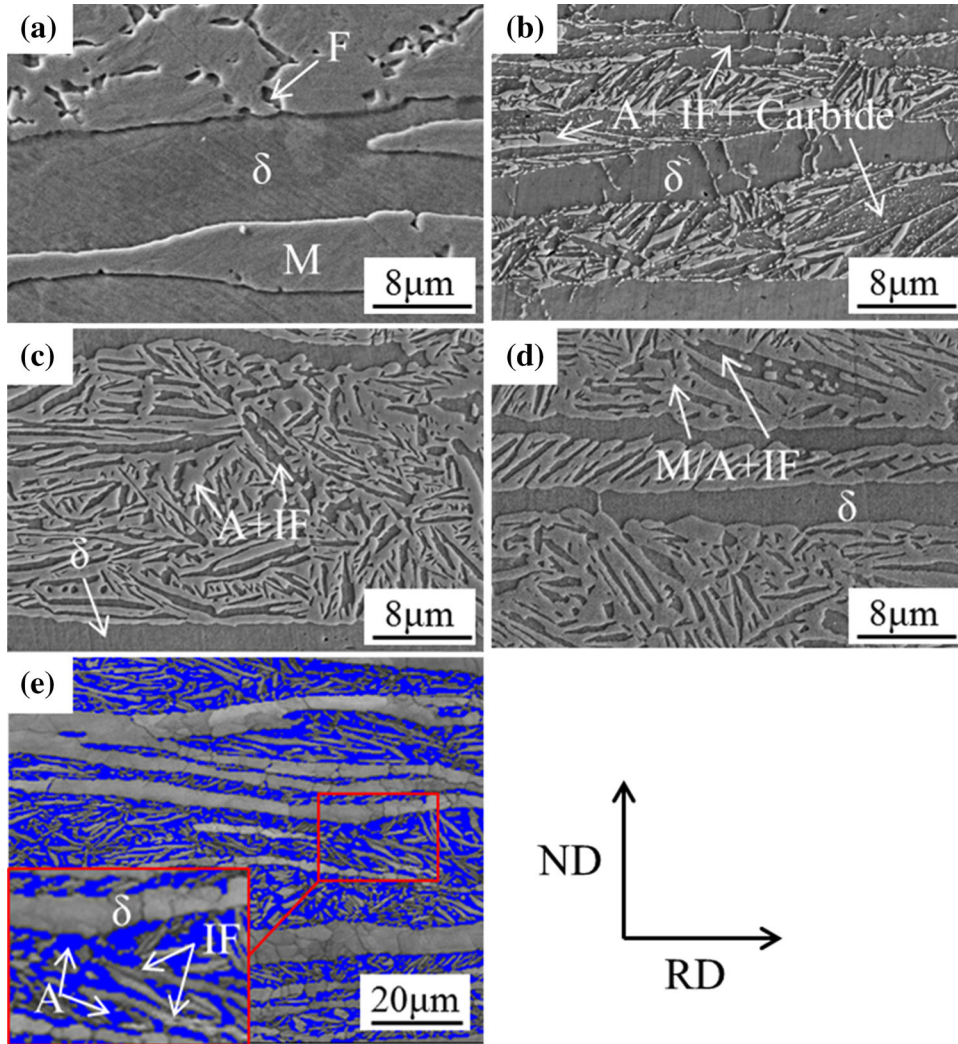 (a)
F
δ
M
8μm
(b)
A+ IF+ Carbide
δ
8μm
(c)
A+IF
δ
8μm
(d)
M/A+IF
δ
8μm
(e)
δ
IF
A
20μm
ND
RD